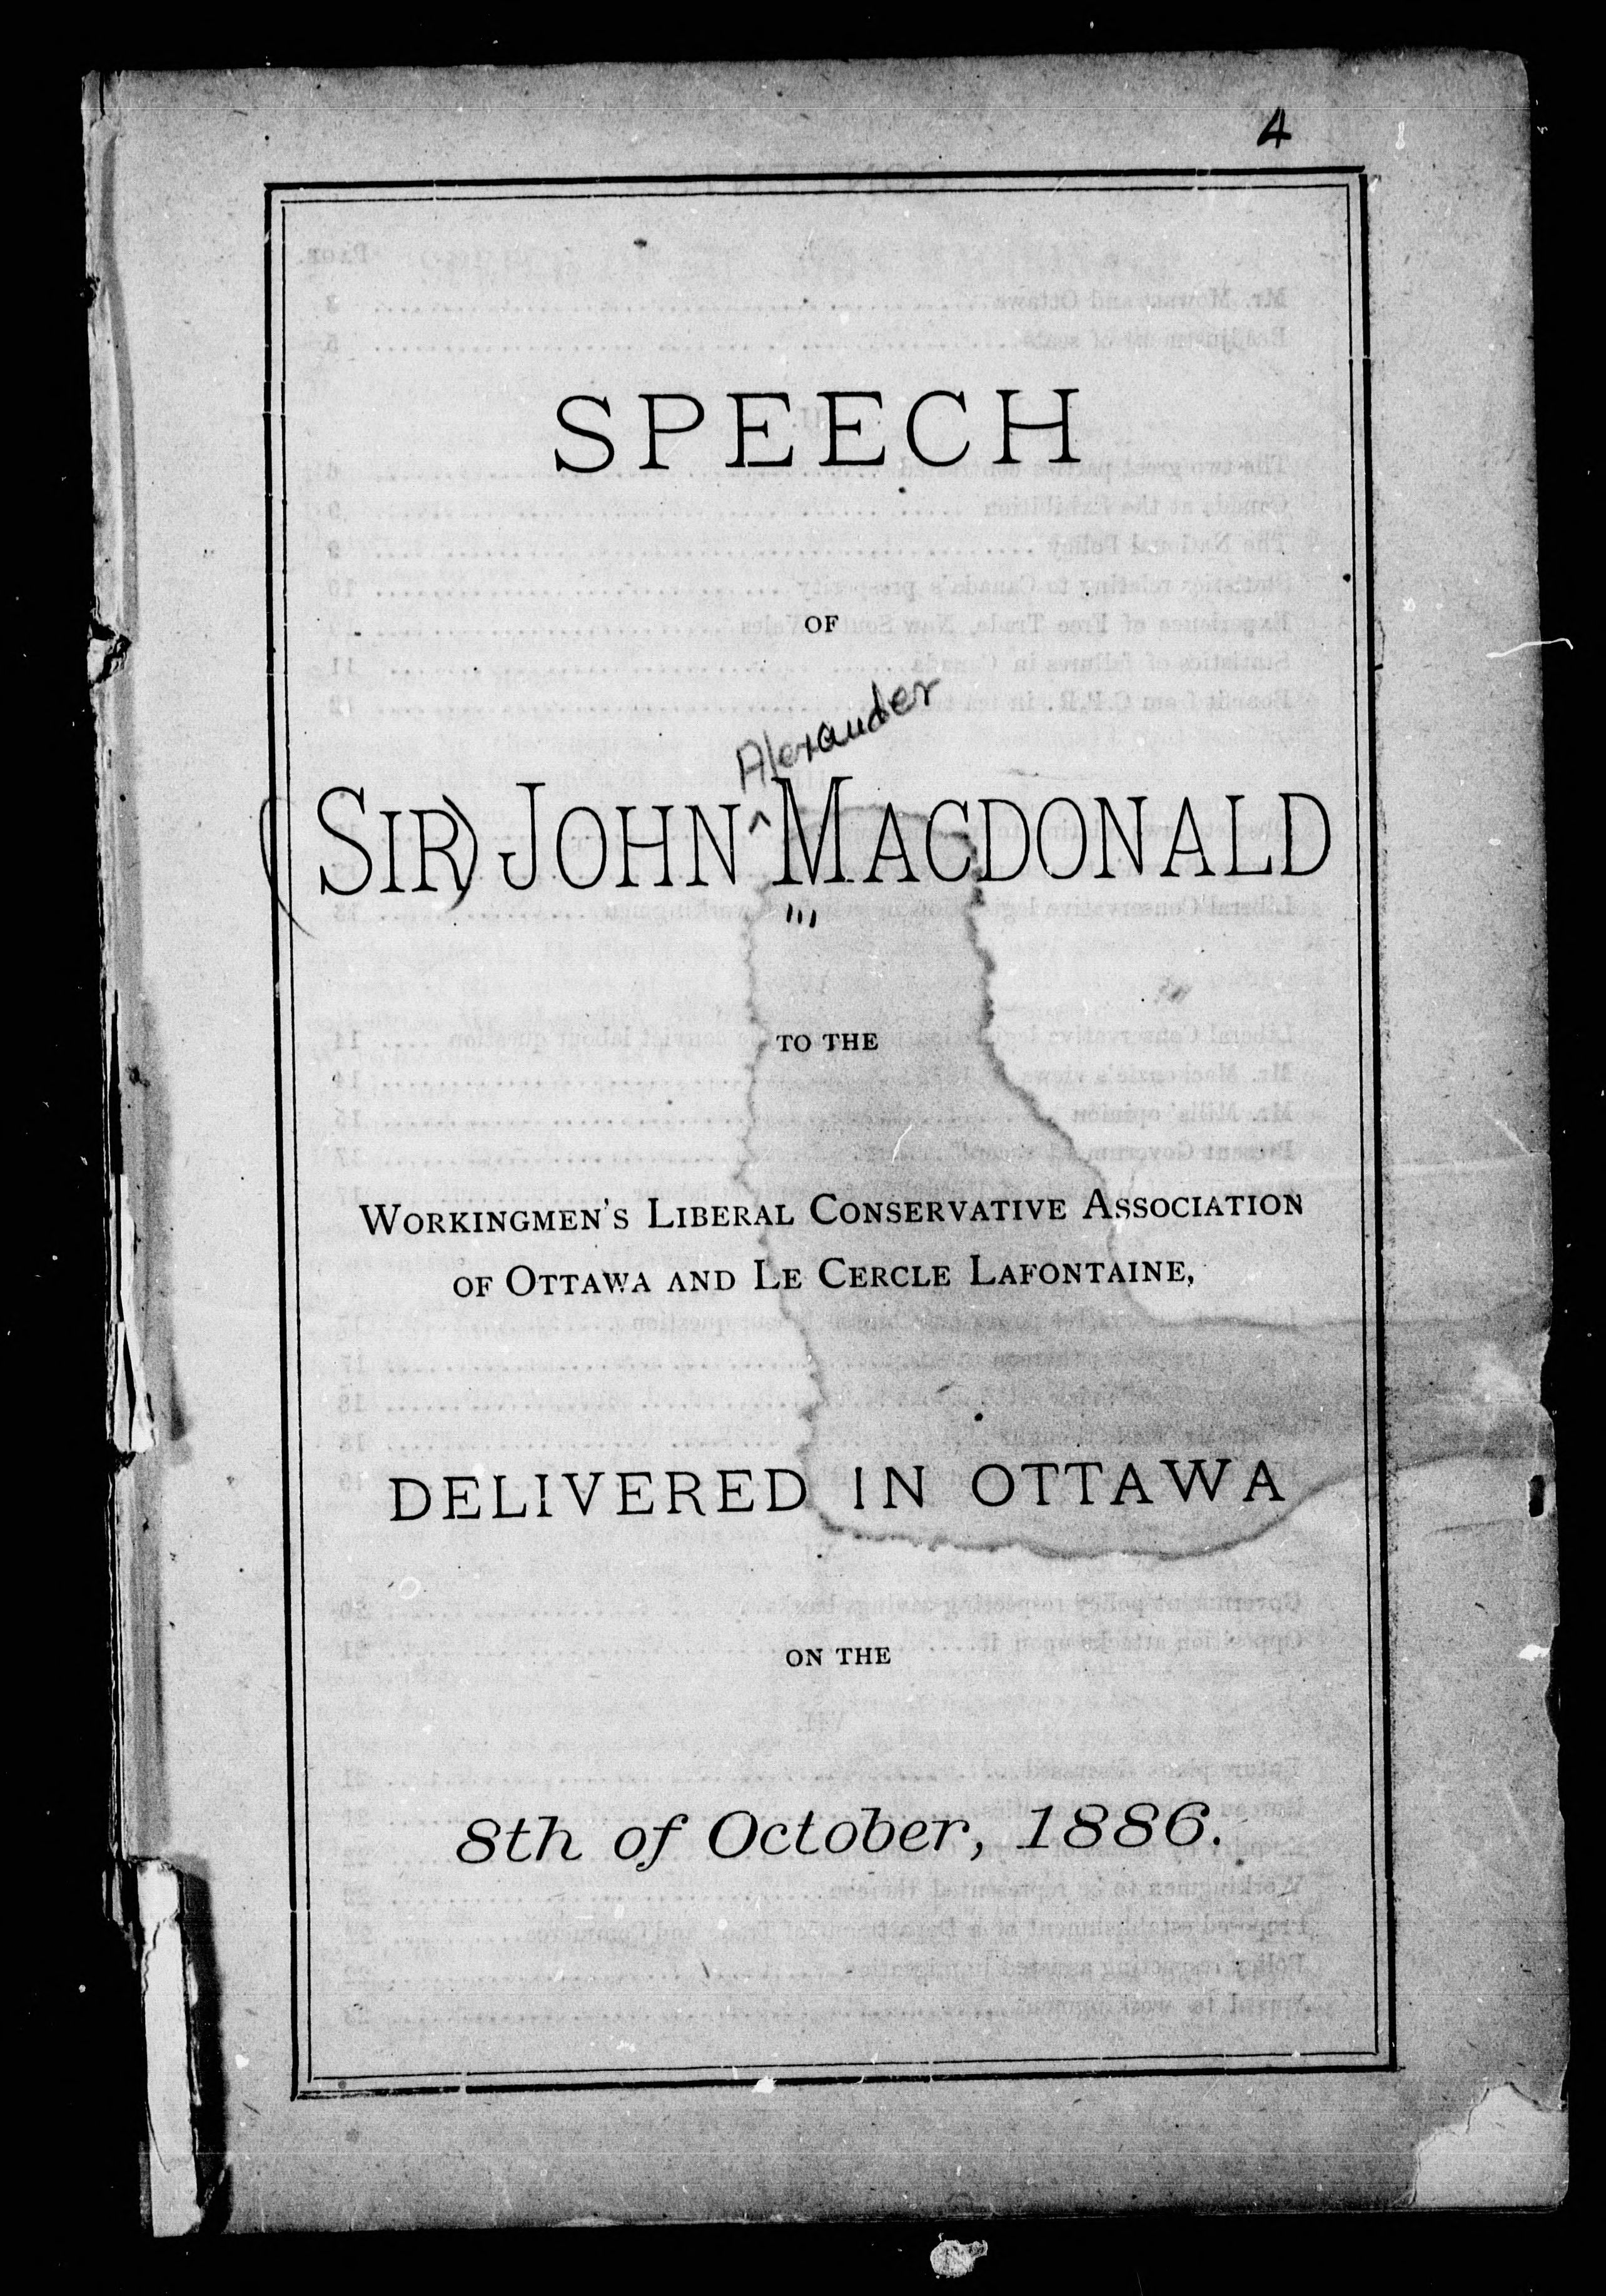 4
SPEECH
OF
Alexander
(SIR) JOHN ^ MACDONALD
TO THE
WORKINGMEN'S LIBERAL CONSERVATIVE ASSOCIATION
OF OTTAWA AND LE CERCLE LAFONTAINE,
DELIVERED IN OTTAWA
ON THE
8th of October, 1886.